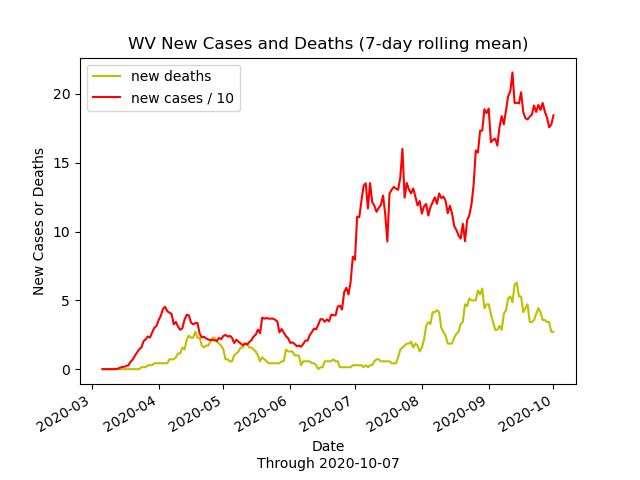 WV New Cases and Deaths (7-day rolling mean)
new deaths
new cases / 10
20
15
10
5
0
New Cases or Deaths
2020-03
2020-04
2020-05
2020-06
2020-07
2020-08
2020-09
2020-10
Date
Through 2020-10-07